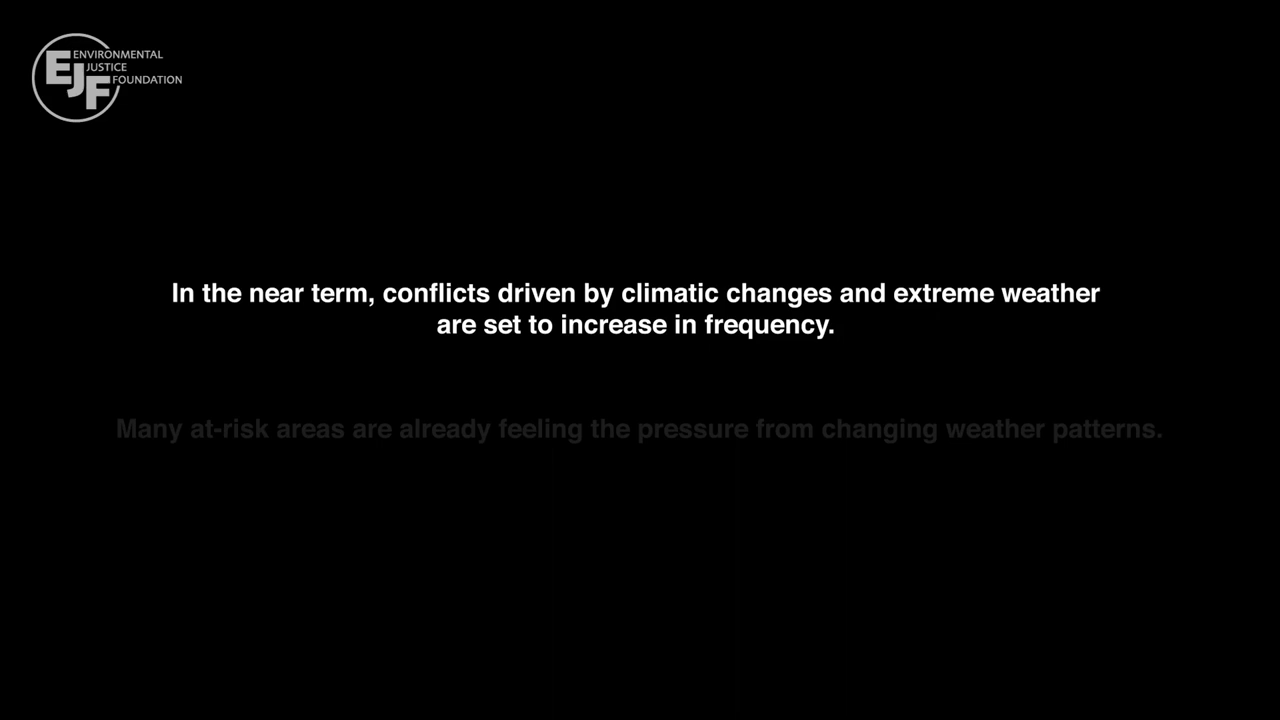 EJF
ENVIRONMENTAL
JUSTICE
FOUNDATION
In the near term, conflicts driven by climatic changes and extreme weather
are set to increase in frequency.
Many at-risk areas are already feeling the pressure from changing weather patterns.